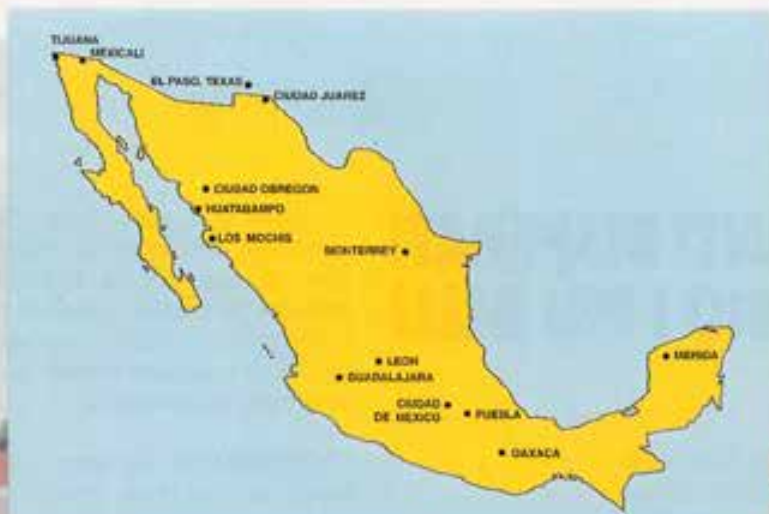 TIJUANA
MEXICALI
EL PASO, TEXAS
CIUDAD JUAREZ
CIUDAD OBREGON
HUATABAMPO
LOS MOCHIS
MONTERREY
LEON
GUADALAJARA
MERIDA
CIUDAD
DE MEXICO
PUEBLA
OAXACA